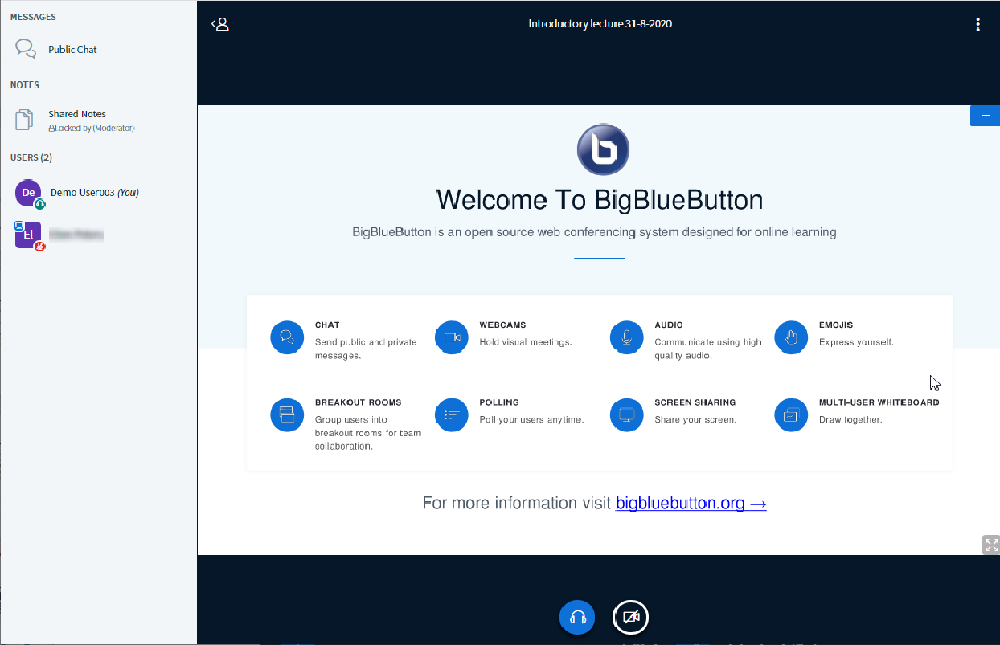 MESSAGES
Public Chat
NOTES
Shared Notes
Locked by (Moderator)
USERS (2)
De
Demo User003 (You)
El
Introductory lecture 31-8-2020
b
Welcome To BigBlueButton
BigBlueButton is an open source web conferencing system designed for online learning
CHAT
Send public and private
messages.
WEBCAMS
Hold visual meetings.
AUDIO
Communicate using high
quality audio.
EMOJIS
Express yourself.
BREAKOUT ROOMS
Group users into
breakout rooms for team
collaboration.
POLLING
Poll your users anytime.
SCREEN SHARING
Share your screen.
MULTI-USER WHITEBOARD
Draw together.
For more information visit bigbluebutton.org →